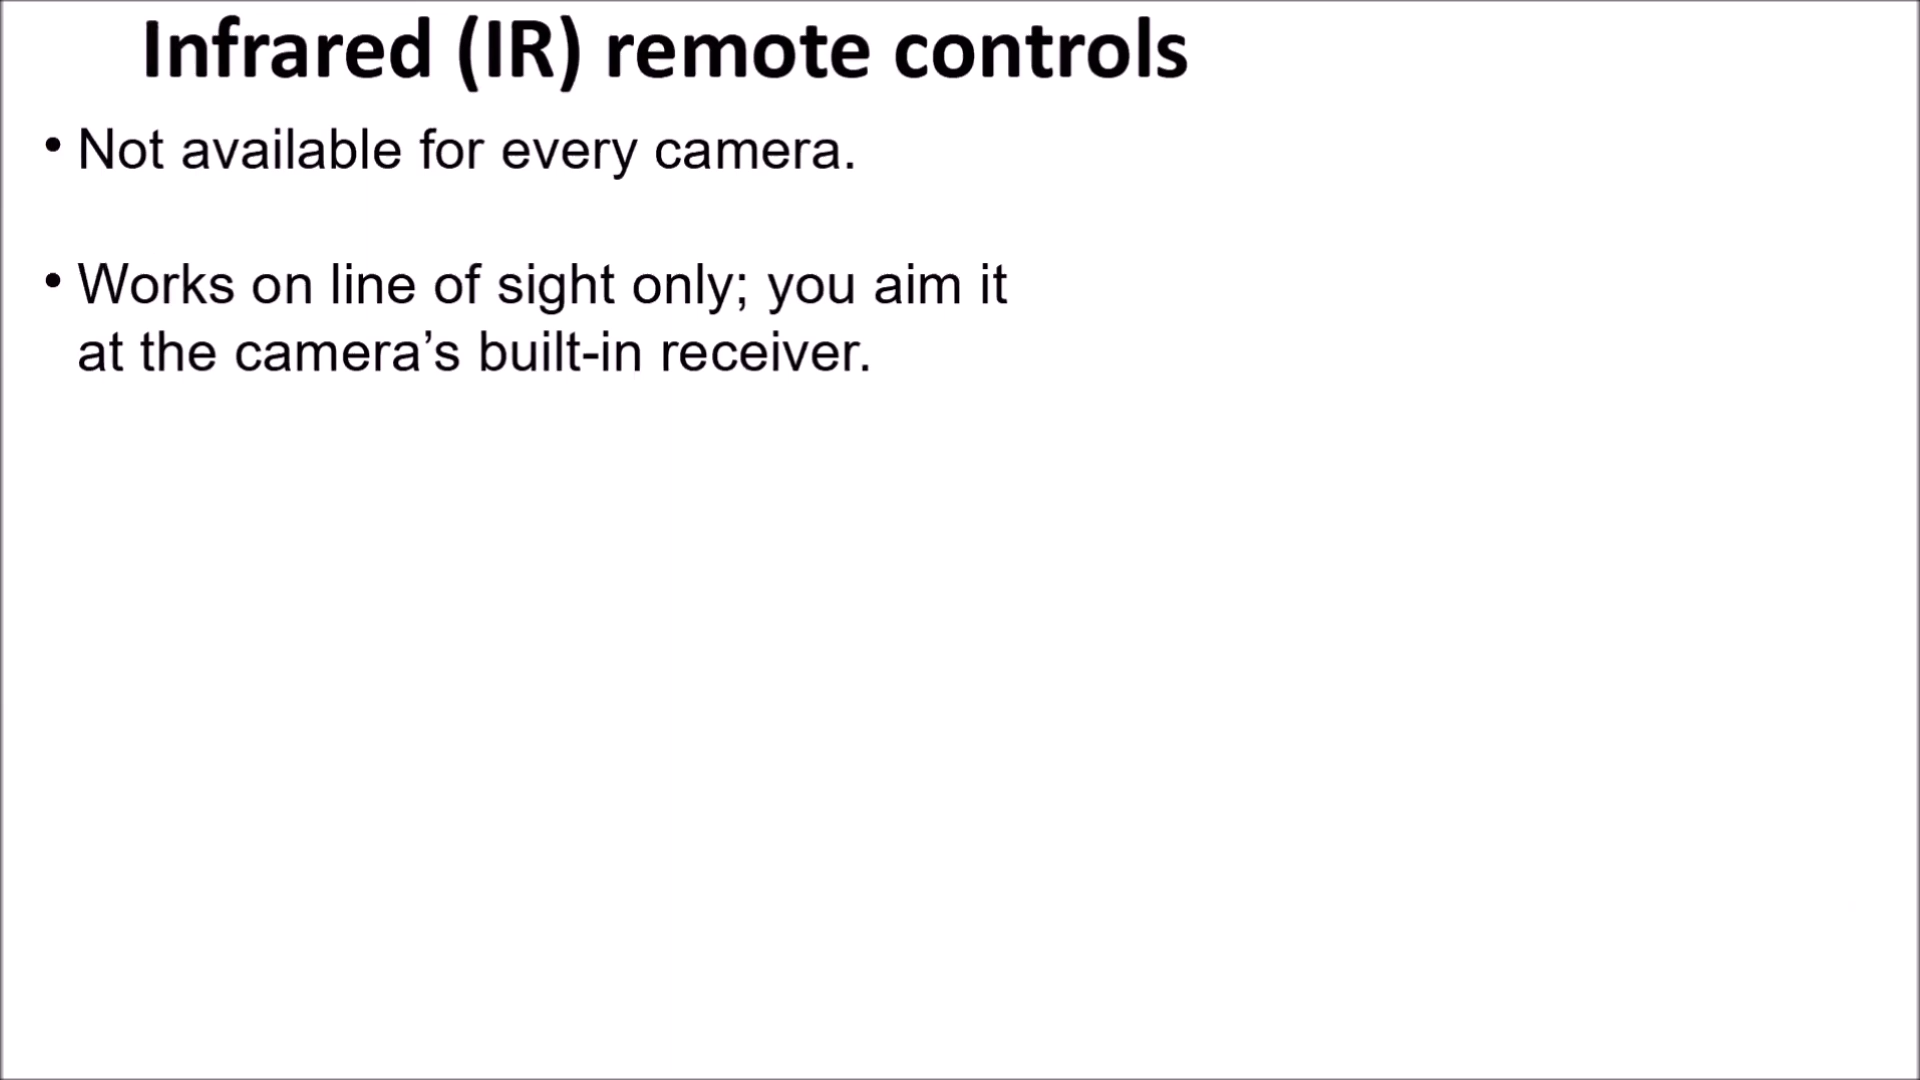 Infrared (IR) remote controls
• Not available for every camera.
• Works on line of sight only; you aim it
at the camera’s built-in receiver.